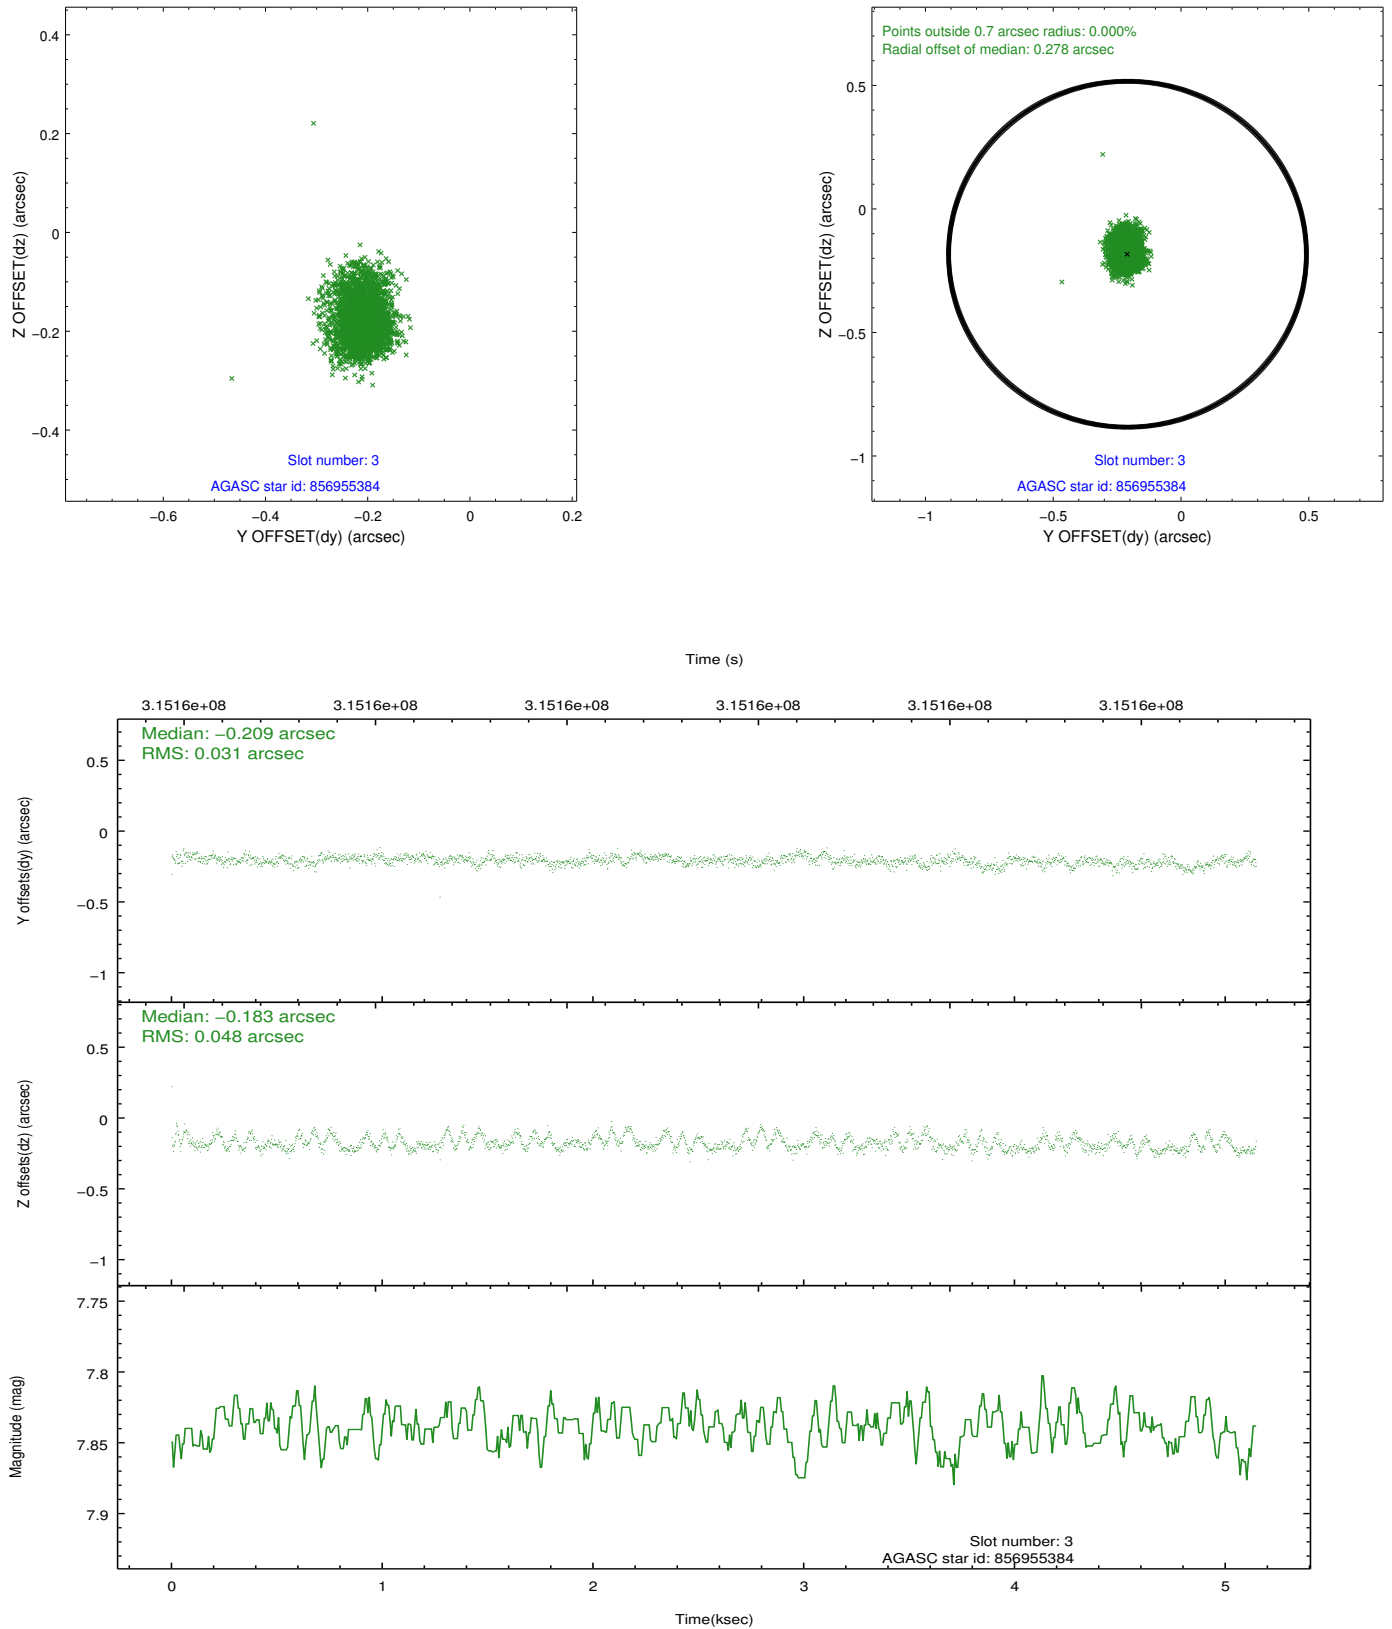 0.4
0.2
0
−0.2
−0.4
Z OFFSET(dz) (arcsec)
Slot number: 3
AGASC star id: 856955384
−0.6 −0.4 −0.2 0 0.2
Y OFFSET(dy) (arcsec)
Points outside 0.7 arcsec radius: 0.000%
Radial offset of median: 0.278 arcsec
0.5
0
−0.5
−1
Z OFFSET(dz) (arcsec)
Slot number: 3
AGASC star id: 856955384
−1 −0.5 0 0.5
Y OFFSET(dy) (arcsec)
Time (s)
3.1516e+08 3.1516e+08 3.1516e+08 3.1516e+08 3.1516e+08 3.1516e+08
Median: −0.209 arcsec
RMS: 0.031 arcsec
0.5
0
−0.5
−1
Y offsets(dy) (arcsec)
Median: −0.183 arcsec
RMS: 0.048 arcsec
0.5
0
−0.5
−1
Z offsets(dz) (arcsec)
7.75
7.8
7.85
7.9
Magnitude (mag)
Slot number: 3
AGASC star id: 856955384
0 1 2 3 4 5
Time(ksec)